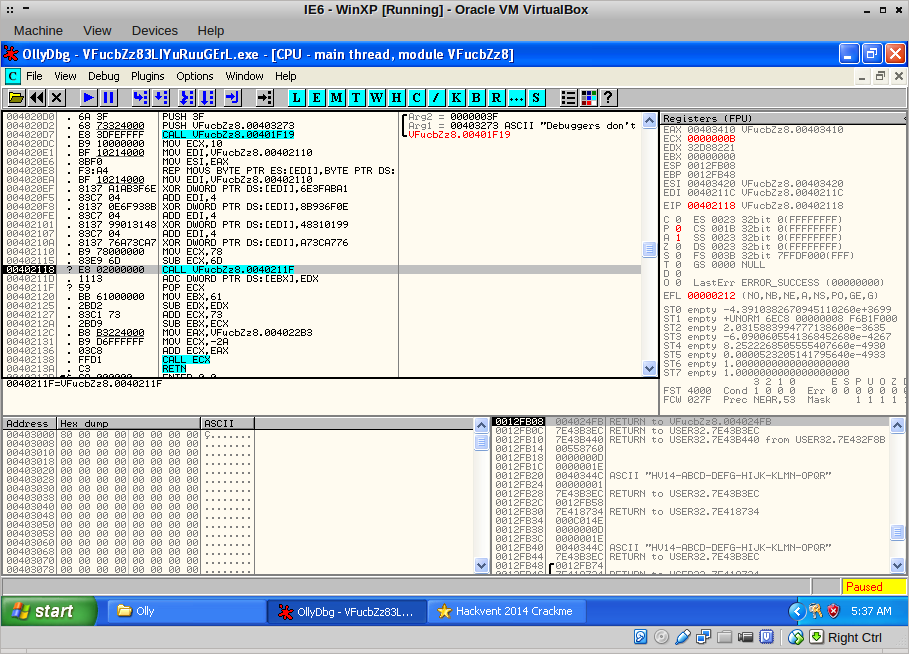 IE6 - WinXP [Running] - Oracle VM VirtualBox
Machine View Devices Help
OllyDbg - VFucbZz83LIYuRuuGErL.exe - [CPU - main thread, module VFucbZz8]
C File View Debug Plugins Options Window Help
L E M T W H C / K B R ... S ?
004020D0 . 6A 3F PUSH 3F
004020D2 . 68 73324000 PUSH VFucbZz8.00403273
004020D7 . E8 3DFEFFFF CALL VFucbZz8.00401F19
004020DC . B9 10000000 MOV ECX,10
004020E1 . BF 10214000 MOV EDI,VFucbZz8.00402110
004020E6 . 8BF0 MOV ESI,EAX
004020E8 . F3:A4 REP MOVS BYTE PTR ES:[EDI],BYTE PTR DS:
004020EA . BF 10214000 MOV EDI,VFucbZz8.00402110
004020EF . 8137 A1AB3F6E XOR DWORD PTR DS:[EDI],6E3FABA1
004020F5 . 83C7 04 ADD EDI,4
004020F8 . 8137 0E6F938B XOR DWORD PTR DS:[EDI],8B936F0E
004020FE . 83C7 04 ADD EDI,4
00402101 . 8137 99013148 XOR DWORD PTR DS:[EDI],48310199
00402107 . 83C7 04 ADD EDI,4
0040210A . 8137 76A73CA7 XOR DWORD PTR DS:[EDI],A73CA776
00402110 . B9 78000000 MOV ECX,78
00402115 . 83E9 6D SUB ECX,6D
00402118 ? E8 02000000 CALL VFucbZz8.0040211F
0040211D . 1113 ADC DWORD PTR DS:[EBX],EDX
0040211F ? 59 POP ECX
00402120 . BB 61000000 MOV EBX,61
00402125 . 2BD2 SUB EDX,EDX
00402127 . 83C1 73 ADD ECX,73
0040212A . 2BD9 SUB EBX,ECX
0040212C . B8 B3224000 MOV EAX,VFucbZz8.004022B3
00402131 . B9 D6FFFFFF MOV ECX,-2A
00402136 . 03C8 ADD ECX,EAX
00402138 . FFD1 CALL ECX
0040213A . C3 RETN
Arg2 = 0000003F
Arg1 = 00403273 ASCII "Debuggers don't
VFucbZz8.00401F19
0040211F=VFucbZz8.0040211F
Registers (FPU)
EAX 00403410 VFucbZz8.00403410
ECX 0000000B
EDX 32D88221
EBX 00000000
ESP 0012FB08
EBP 0012FB48
ESI 00403420 VFucbZz8.00403420
EDI 0040211C VFucbZz8.0040211C
EIP 00402118 VFucbZz8.00402118
C 0 ES 0023 32bit 0(FFFFFFFF)
P 0 CS 001B 32bit 0(FFFFFFFF)
A 1 SS 0023 32bit 0(FFFFFFFF)
Z 0 DS 0023 32bit 0(FFFFFFFF)
S 0 FS 003B 32bit 7FFDF000(FFF)
T 0 GS 0000 NULL
D 0
O 0 LastErr ERROR_SUCCESS (00000000)
EFL 00000212 (NO,NB,NE,A,NS,PO,GE,G)
ST0 empty -4.3910382670945110260e+3699
ST1 empty +UNORM 6EC8 00000008 F6B1F000
ST2 empty 2.0315883994777138600e-3635
ST3 empty -6.0900605541368452680e-4267
ST4 empty 8.2522268505555407660e-4930
ST5 empty 0.0000523205141795640e-4933
ST6 empty 1.0000000000000000000
ST7 empty 1.0000000000000000000
3 2 1 0 E S P U O Z D
FST 4000 Cond 1 0 0 0 Err 0 0 0 0 0 0 0
FCW 027F Prec NEAR,53 Mask 1 1 1 1 1
Address Hex dump ASCII
00403000 80 00 00 00 00 00 00 00 Ç.......
00403008 00 00 00 00 00 00 00 00 ........
00403010 00 00 00 00 00 00 00 00 ........
00403018 00 00 00 00 00 00 00 00 ........
00403020 00 00 00 00 00 00 00 00 ........
00403028 00 00 00 00 00 00 00 00 ........
00403030 00 00 00 00 00 00 00 00 ........
00403038 00 00 00 00 00 00 00 00 ........
00403040 00 00 00 00 00 00 00 00 ........
00403048 00 00 00 00 00 00 00 00 ........
00403050 00 00 00 00 00 00 00 00 ........
00403058 00 00 00 00 00 00 00 00 ........
00403060 00 00 00 00 00 00 00 00 ........
00403068 00 00 00 00 00 00 00 00 ........
00403070 00 00 00 00 00 00 00 00 ........
00403078 00 00 00 00 00 00 00 00 ........
0012FB08 004024FB RETURN to VFucbZz8.004024FB
0012FB0C 7E43B3EC RETURN to USER32.7E43B3EC
0012FB10 7E43B440 RETURN to USER32.7E43B440 from USER32.7E432F8B
0012FB14 00558760
0012FB18 0000000D
0012FB1C 0000001E
0012FB20 0040344C ASCII "HV14-ABCD-DEFG-HIJK-KLMN-OPQR"
0012FB24 00000001
0012FB28 7E43B3EC RETURN to USER32.7E43B3EC
0012FB2C 0012FB58
0012FB30 7E418734 RETURN to USER32.7E418734
0012FB34 000C014E
0012FB38 0000000D
0012FB3C 0000001E
0012FB40 0040344C ASCII "HV14-ABCD-DEFG-HIJK-KLMN-OPQR"
0012FB44 7E43B3EC RETURN to USER32.7E43B3EC
0012FB48 0012FB74
Paused
start Olly OllyDbg - VFucbZz83L... Hackvent 2014 Crackme 5:37 AM
Right Ctrl